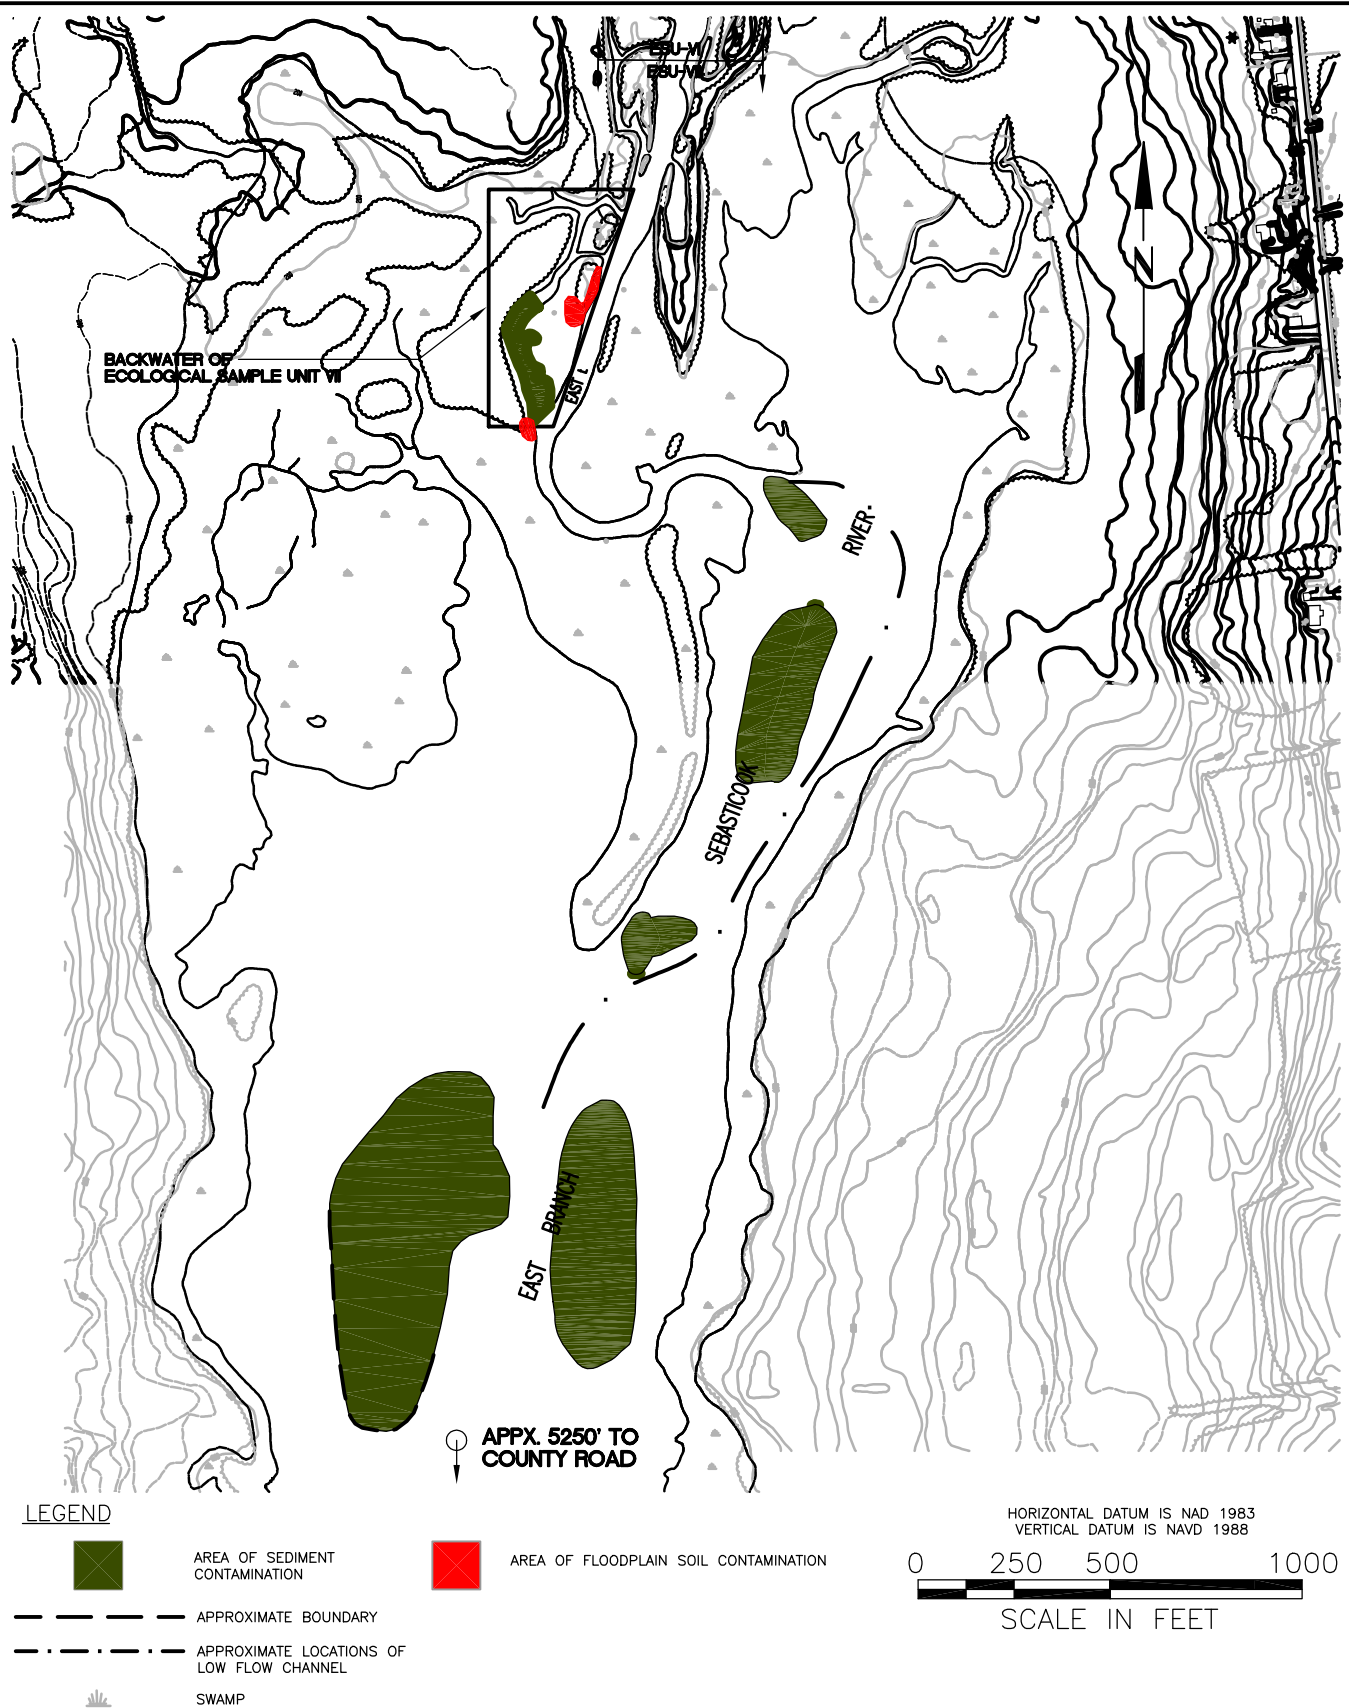 ESU-VI
ESU-VII
N
BACKWATER OF
ECOLOGICAL SAMPLE UNIT VII
EAST L
RIVER
SEBASTICOOK
EAST BRANCH
APPX. 5250' TO
COUNTY ROAD
LEGEND
AREA OF SEDIMENT
CONTAMINATION
AREA OF FLOODPLAIN SOIL CONTAMINATION
APPROXIMATE BOUNDARY
APPROXIMATE LOCATIONS OF
LOW FLOW CHANNEL
SWAMP
HORIZONTAL DATUM IS NAD 1983
VERTICAL DATUM IS NAVD 1988
0 250 500 1000
SCALE IN FEET